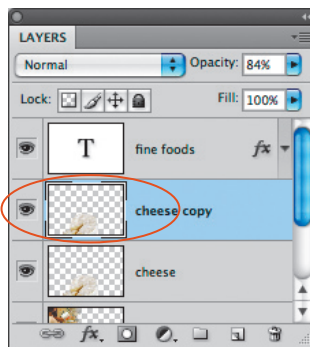 LAYERS
Normal Opacity: 84%
Lock: Fill: 100%
T fine foods fx
cheese copy
cheese
fx.